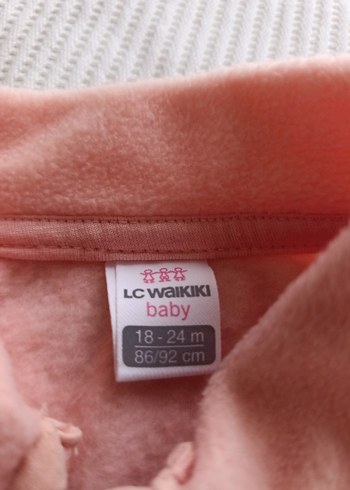 LC WAIKIKI
baby
18 - 24 m
86/92 cm